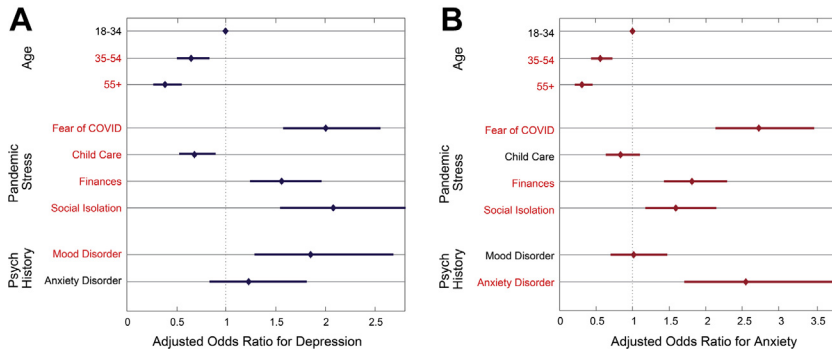 A
Age
18-34
35-54
55+
Pandemic
Stress
Fear of COVID
Child Care
Finances
Social Isolation
Psych
History
Mood Disorder
Anxiety Disorder
0 0.5 1 1.5 2 2.5
Adjusted Odds Ratio for Depression
B
Age
18-34
35-54
55+
Pandemic
Stress
Fear of COVID
Child Care
Finances
Social Isolation
Psych
History
Mood Disorder
Anxiety Disorder
0 0.5 1 1.5 2 2.5 3 3.5
Adjusted Odds Ratio for Anxiety